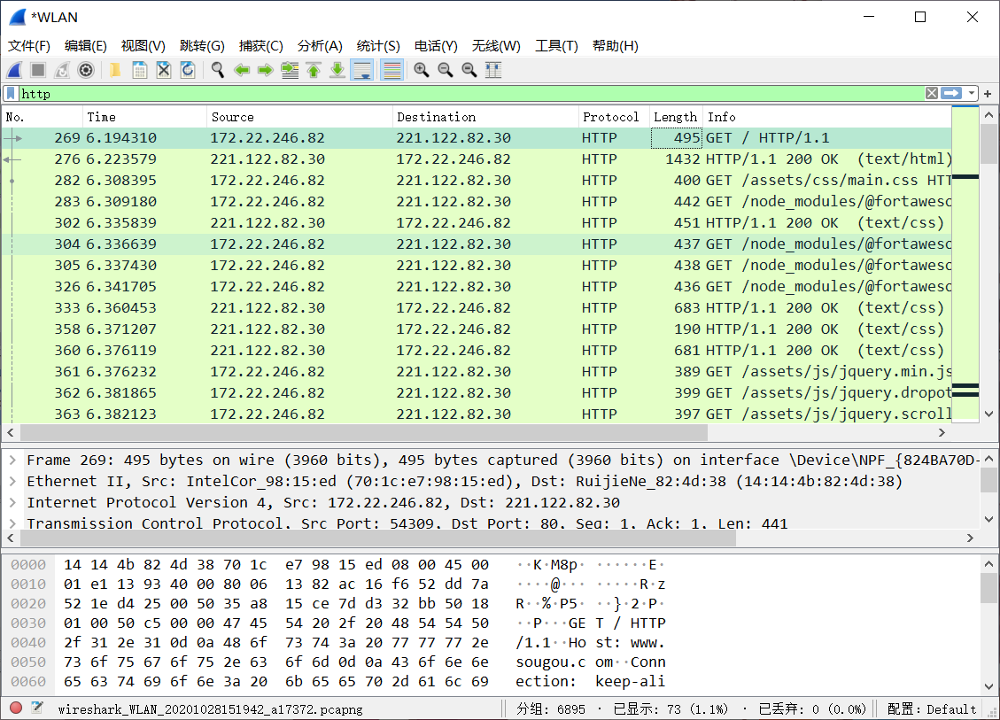 *WLAN
文件(F) 编辑(E) 视图(V) 跳转(G) 捕获(C) 分析(A) 统计(S) 电话(Y) 无线(W) 工具(T) 帮助(H)
http
No. Time Source Destination Protocol Length Info
269 6.194310 172.22.246.82 221.122.82.30 HTTP 495 GET / HTTP/1.1
276 6.223579 221.122.82.30 172.22.246.82 HTTP 1432 HTTP/1.1 200 OK (text/html)
282 6.308395 172.22.246.82 221.122.82.30 HTTP 400 GET /assets/css/main.css HTT
283 6.309180 172.22.246.82 221.122.82.30 HTTP 442 GET /node_modules/@fortaweso
302 6.335839 221.122.82.30 172.22.246.82 HTTP 451 HTTP/1.1 200 OK (text/css)
304 6.336639 172.22.246.82 221.122.82.30 HTTP 437 GET /node_modules/@fortaweso
305 6.337430 172.22.246.82 221.122.82.30 HTTP 438 GET /node_modules/@fortaweso
326 6.341705 172.22.246.82 221.122.82.30 HTTP 436 GET /node_modules/@fortaweso
333 6.360453 221.122.82.30 172.22.246.82 HTTP 683 HTTP/1.1 200 OK (text/css)
358 6.371207 221.122.82.30 172.22.246.82 HTTP 190 HTTP/1.1 200 OK (text/css)
360 6.376119 221.122.82.30 172.22.246.82 HTTP 681 HTTP/1.1 200 OK (text/css)
361 6.376232 172.22.246.82 221.122.82.30 HTTP 389 GET /assets/js/jquery.min.js
362 6.381865 172.22.246.82 221.122.82.30 HTTP 399 GET /assets/js/jquery.dropot
363 6.382123 172.22.246.82 221.122.82.30 HTTP 397 GET /assets/js/jquery.scroll
Frame 269: 495 bytes on wire (3960 bits), 495 bytes captured (3960 bits) on interface \Device\NPF_{824BA70D-
Ethernet II, Src: IntelCor_98:15:ed (70:1c:e7:98:15:ed), Dst: RuijieNe_82:4d:38 (14:14:4b:82:4d:38)
Internet Protocol Version 4, Src: 172.22.246.82, Dst: 221.122.82.30
Transmission Control Protocol, Src Port: 54309, Dst Port: 80, Seq: 1, Ack: 1, Len: 441
0000 14 14 4b 82 4d 38 70 1c e7 98 15 ed 08 00 45 00 ··K·M8p· ······E·
0010 01 e1 13 93 40 00 80 06 13 82 ac 16 f6 52 dd 7a ····@··· ·····R·z
0020 52 1e d4 25 00 50 35 a8 15 ce 7d d3 32 bb 50 18 R··%·P5· ··}·2·P·
0030 01 00 50 c5 00 00 47 45 54 20 2f 20 48 54 54 50 ··P···GE T / HTTP
0040 2f 31 2e 31 0d 0a 48 6f 73 74 3a 20 77 77 77 2e /1.1··Ho st: www.
0050 73 6f 75 67 6f 75 2e 63 6f 6d 0d 0a 43 6f 6e 6e sougou.c om··Conn
0060 65 63 74 69 6f 6e 3a 20 6b 65 65 70 2d 61 6c 69 ection: keep-ali
wireshark_WLAN_20201028151942_a17372.pcapng 分组: 6895 · 已显示: 73 (1.1%) · 已丢弃: 0 (0.0%) 配置: Default